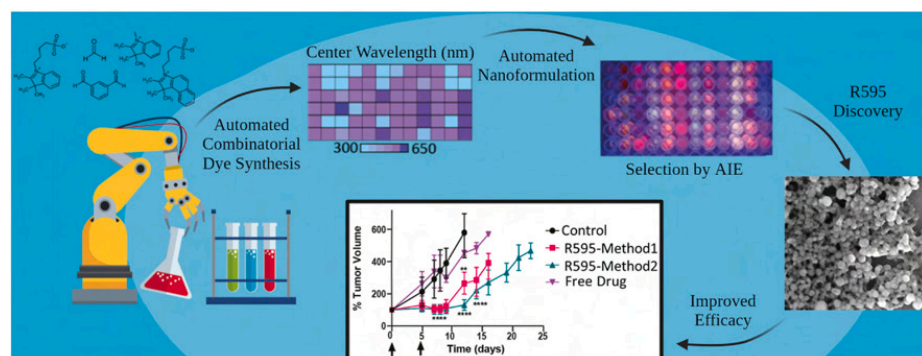 Center Wavelength (nm)
Automated
Nanoformulation
R595
Discovery
Automated
Combinatorial
Dye Synthesis
300
650
Selection by AIE
% Tumor Volume
600
400
200
0
0
5
10
15
20
25
Time (days)
Control
R595-Method1
R595-Method2
Free Drug
**
****
****
****
Improved
Efficacy